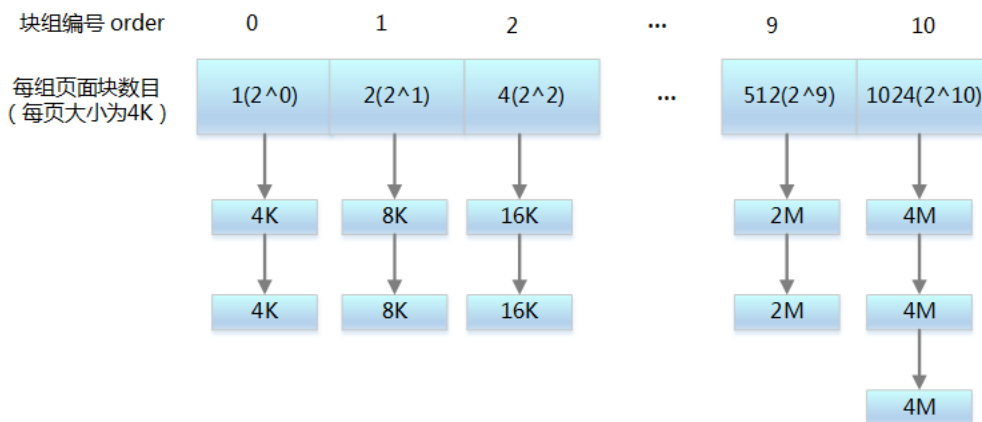 块组编号 order 0 1 2 ... 9 10
每组页面块数目
（每页大小为4K）
1(2^0) 2(2^1) 4(2^2) ... 512(2^9) 1024(2^10)
4K 8K 16K 2M 4M
4K 8K 16K 2M 4M
4M